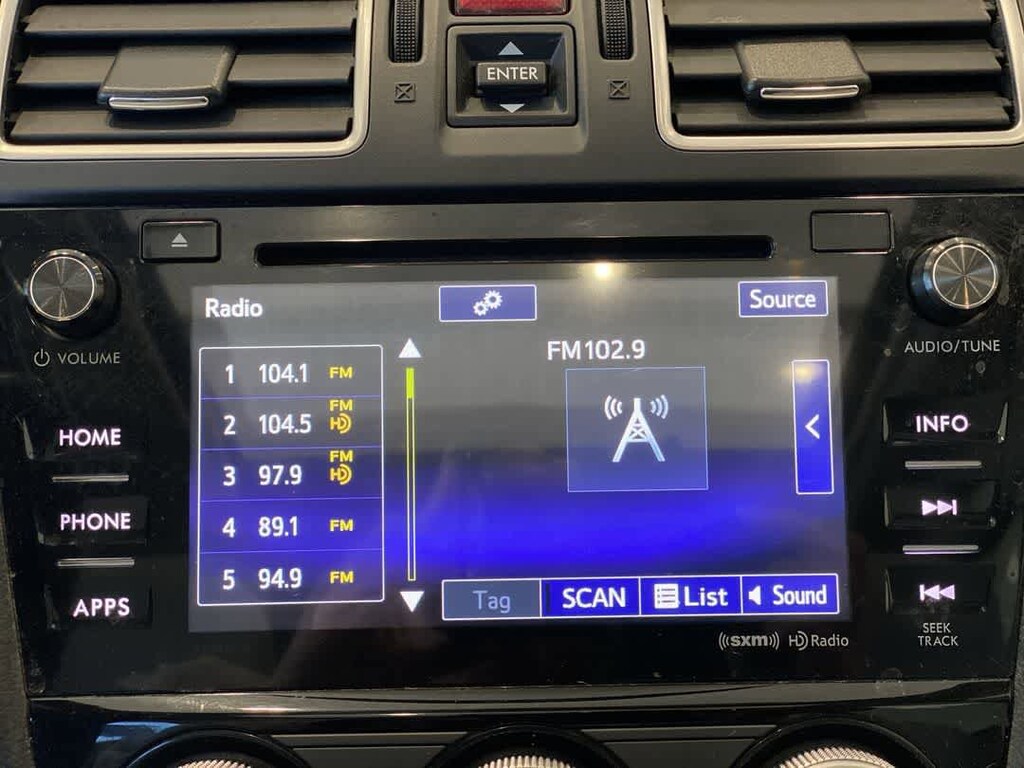 ENTER
Radio
Source
VOLUME
AUDIO/TUNE
FM102.9
1 104.1 FM
2 104.5 FM HD
3 97.9 FM HD
4 89.1 FM
5 94.9 FM
HOME
PHONE
APPS
INFO
Tag SCAN List Sound
SEEK
TRACK
((sxm)) HD Radio